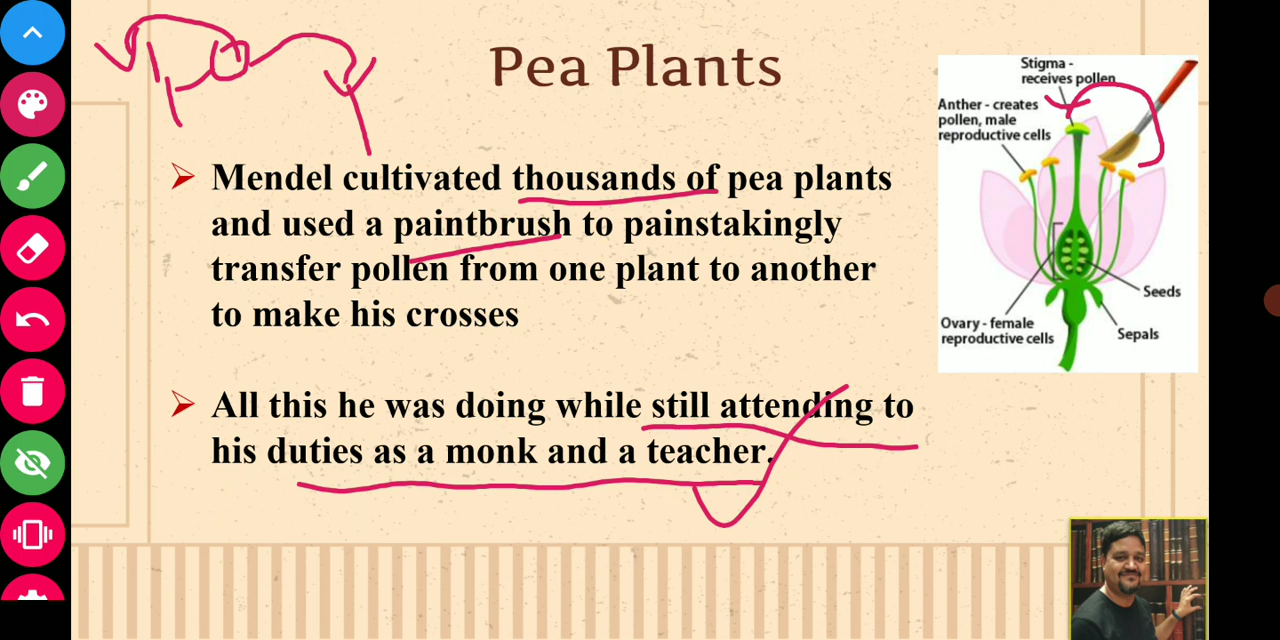 Pea Plants
Stigma -
receives pollen
Anther - creates
pollen, male
reproductive cells
Mendel cultivated thousands of pea plants
and used a paintbrush to painstakingly
transfer pollen from one plant to another
to make his crosses
Seeds
Ovary - female
reproductive cells
Sepals
All this he was doing while still attending to
his duties as a monk and a teacher.